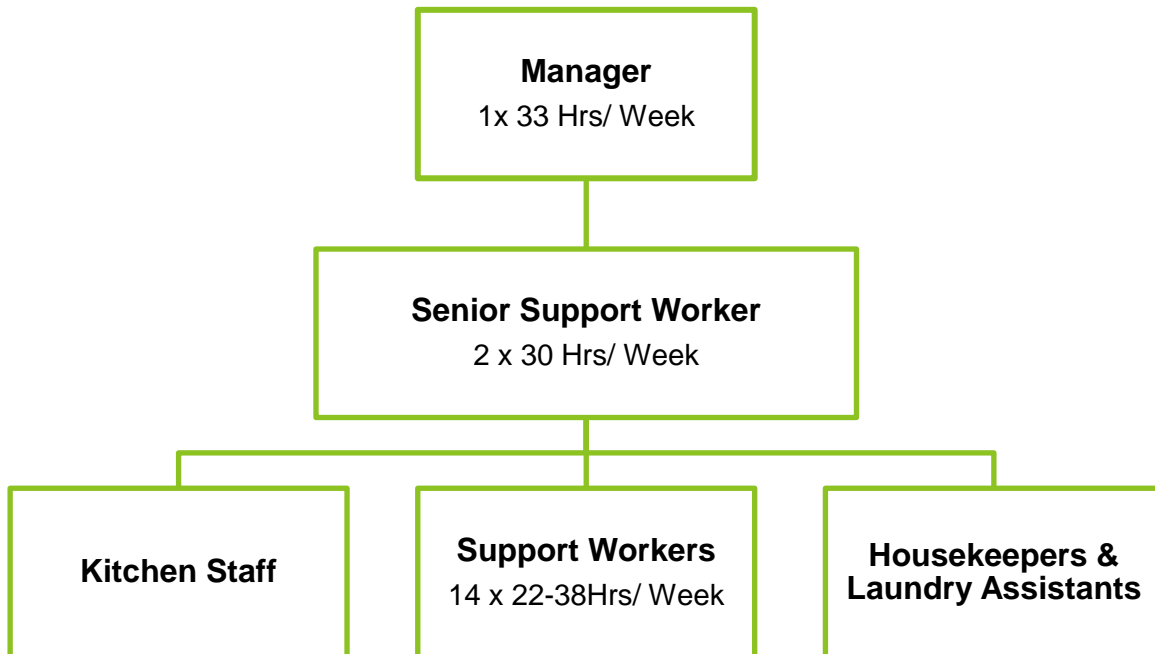 Manager
1x 33 Hrs/ Week
Senior Support Worker
2 x 30 Hrs/ Week
Kitchen Staff
Support Workers
14 x 22-38Hrs/ Week
Housekeepers &
Laundry Assistants